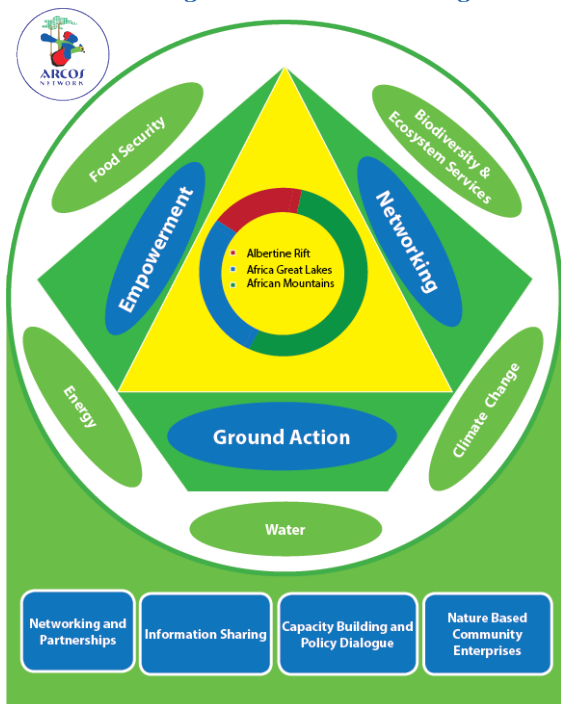 ARCOS
NETWORK
Food Security
Biodiversity &
Ecosystem Services
Empowerment
Networking
Albertine Rift
Africa Great Lakes
African Mountains
Energy
Climate Change
Ground Action
Water
Networking and
Partnerships
Information Sharing
Capacity Building and
Policy Dialogue
Nature Based
Community
Enterprises